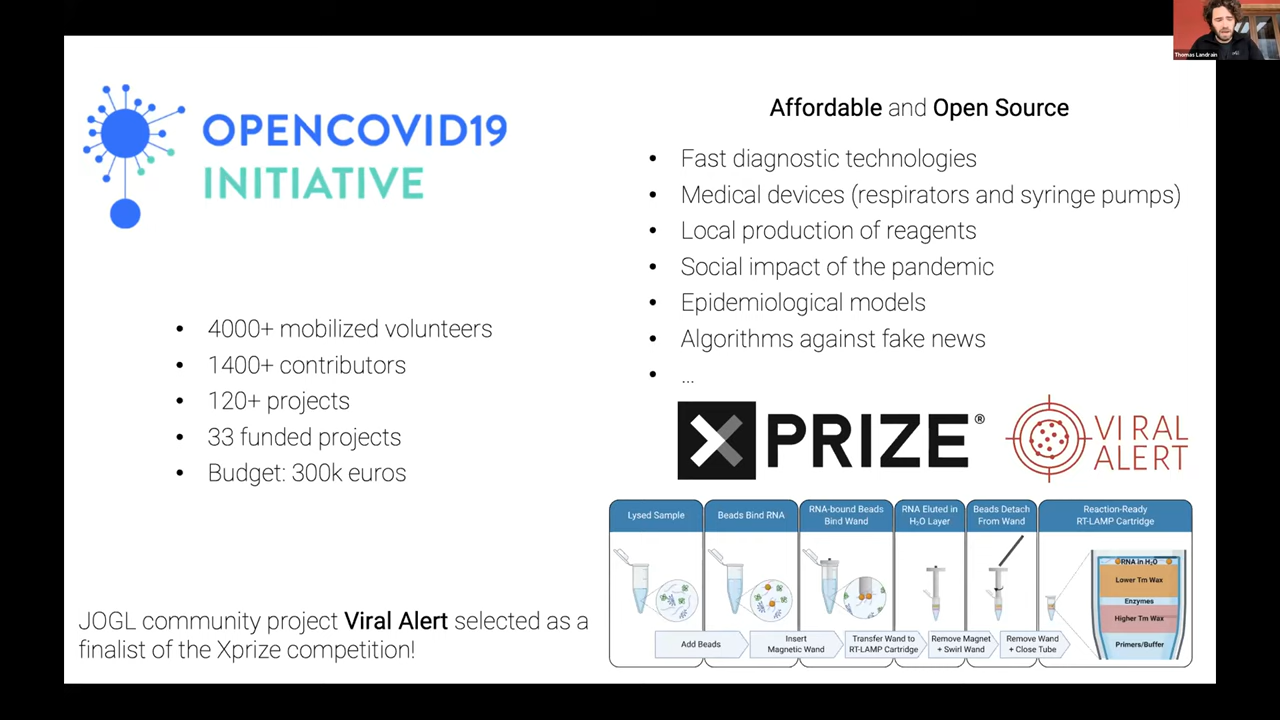 Thomas Landrain
OPENCOVID19
INITIATIVE
• 4000+ mobilized volunteers
• 1400+ contributors
• 120+ projects
• 33 funded projects
• Budget: 300k euros
JOGL community project Viral Alert selected as a
finalist of the Xprize competition!
Affordable and Open Source
• Fast diagnostic technologies
• Medical devices (respirators and syringe pumps)
• Local production of reagents
• Social impact of the pandemic
• Epidemiological models
• Algorithms against fake news
• ...
XPRIZE®
VIRAL
ALERT
Lysed Sample
Beads Bind RNA
RNA-bound Beads
Bind Wand
RNA Eluted in
H₂O Layer
Beads Detach
From Wand
Reaction-Ready
RT-LAMP Cartridge
RNA in H₂O
Lower Tm Wax
Enzymes
Higher Tm Wax
Primers/Buffer
Add Beads
Insert
Magnetic Wand
Transfer Wand to
RT-LAMP Cartridge
Remove Magnet
+ Swirl Wand
Remove Wand
+ Close Tube